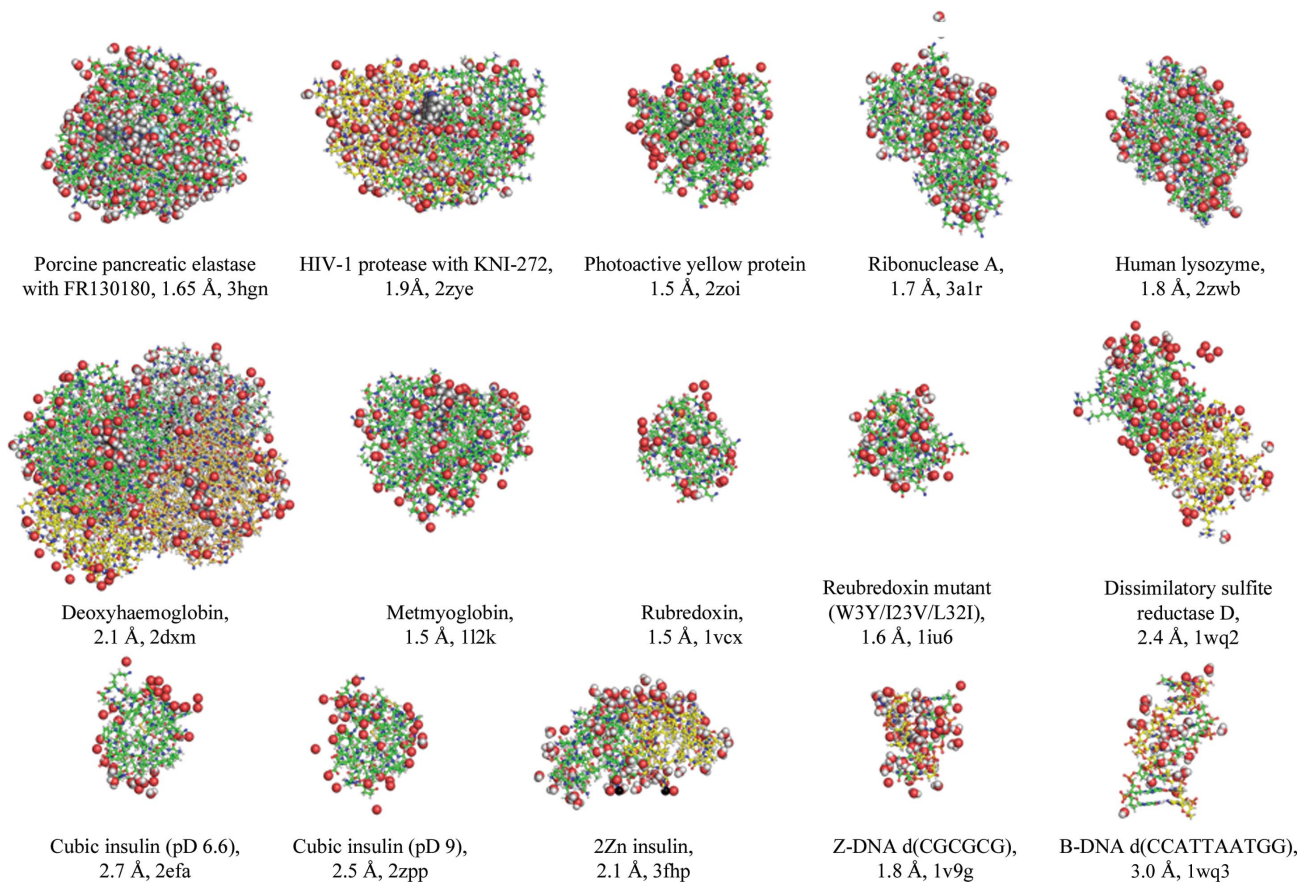 Porcine pancreatic elastase
with FR130180, 1.65 Å, 3hgn
HIV-1 protease with KNI-272,
1.9Å, 2zye
Photoactive yellow protein
1.5 Å, 2zoi
Ribonuclease A,
1.7 Å, 3a1r
Human lysozyme,
1.8 Å, 2zwb
Deoxyhaemoglobin,
2.1 Å, 2dxm
Metmyoglobin,
1.5 Å, 1l2k
Rubredoxin,
1.5 Å, 1vcx
Reubredoxin mutant
(W3Y/I23V/L32I),
1.6 Å, 1iu6
Dissimilatory sulfite
reductase D,
2.4 Å, 1wq2
Cubic insulin (pD 6.6),
2.7 Å, 2efa
Cubic insulin (pD 9),
2.5 Å, 2zpp
2Zn insulin,
2.1 Å, 3fhp
Z-DNA d(CGCGCG),
1.8 Å, 1v9g
B-DNA d(CCATTAATGG),
3.0 Å, 1wq3